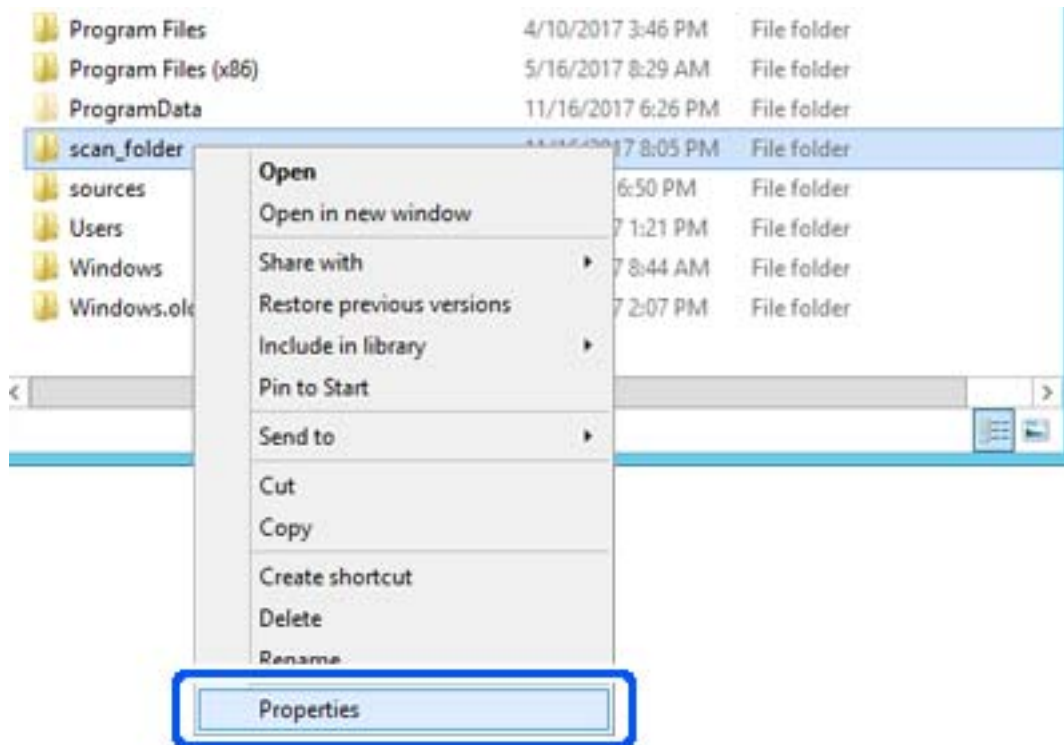 Program Files 4/10/2017 3:46 PM File folder
Program Files (x86) 5/16/2017 8:29 AM File folder
ProgramData 11/16/2017 6:26 PM File folder
scan_folder 8:05 PM File folder
Open
sources 6:50 PM File folder
Open in new window
Users 1:21 PM File folder
Share with
Windows 8:44 AM File folder
Restore previous versions
Windows.old 2:07 PM File folder
Include in library
Pin to Start
Send to
Cut
Copy
Create shortcut
Delete
Rename
Properties